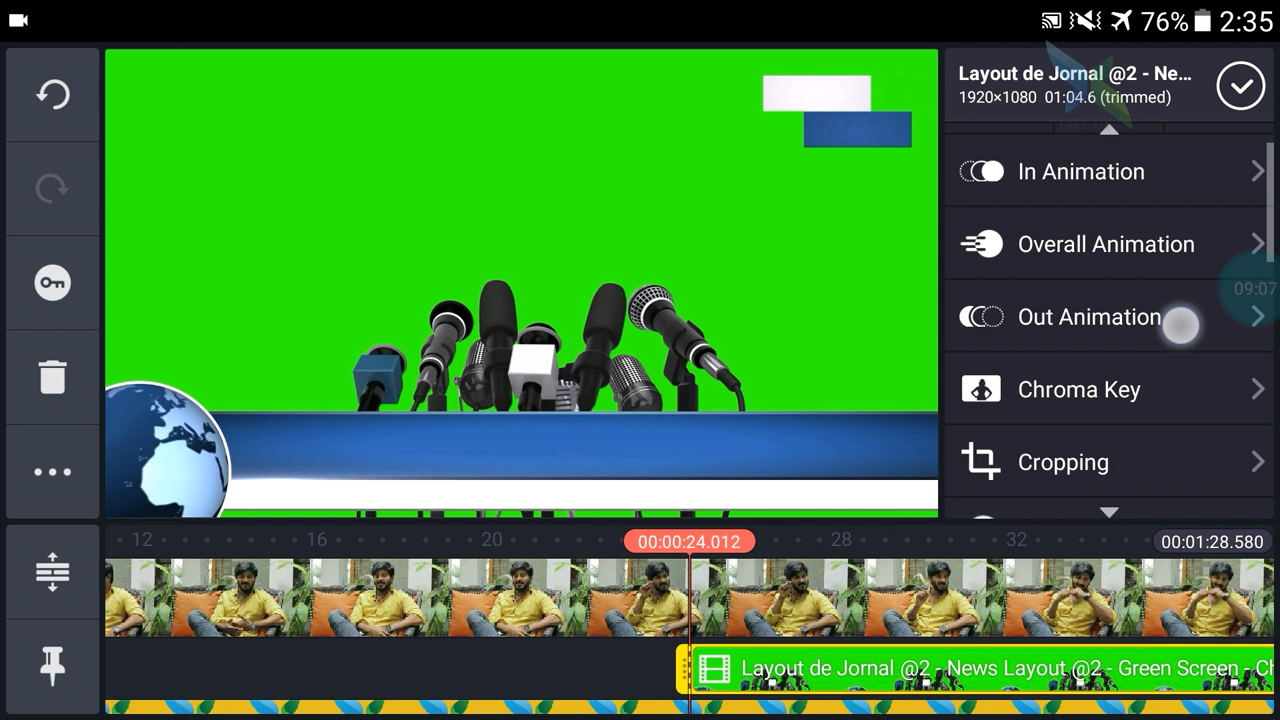 76% 2:35
Layout de Jornal @2 - Ne...
1920×1080 01:04.6 (trimmed)
In Animation
Overall Animation
09:07
Out Animation
Chroma Key
Cropping
12 16 20 00:00:24.012 28 32 00:01:28.580
Layout de Jornal @2 - News Layout @2 - Green Screen - Ch